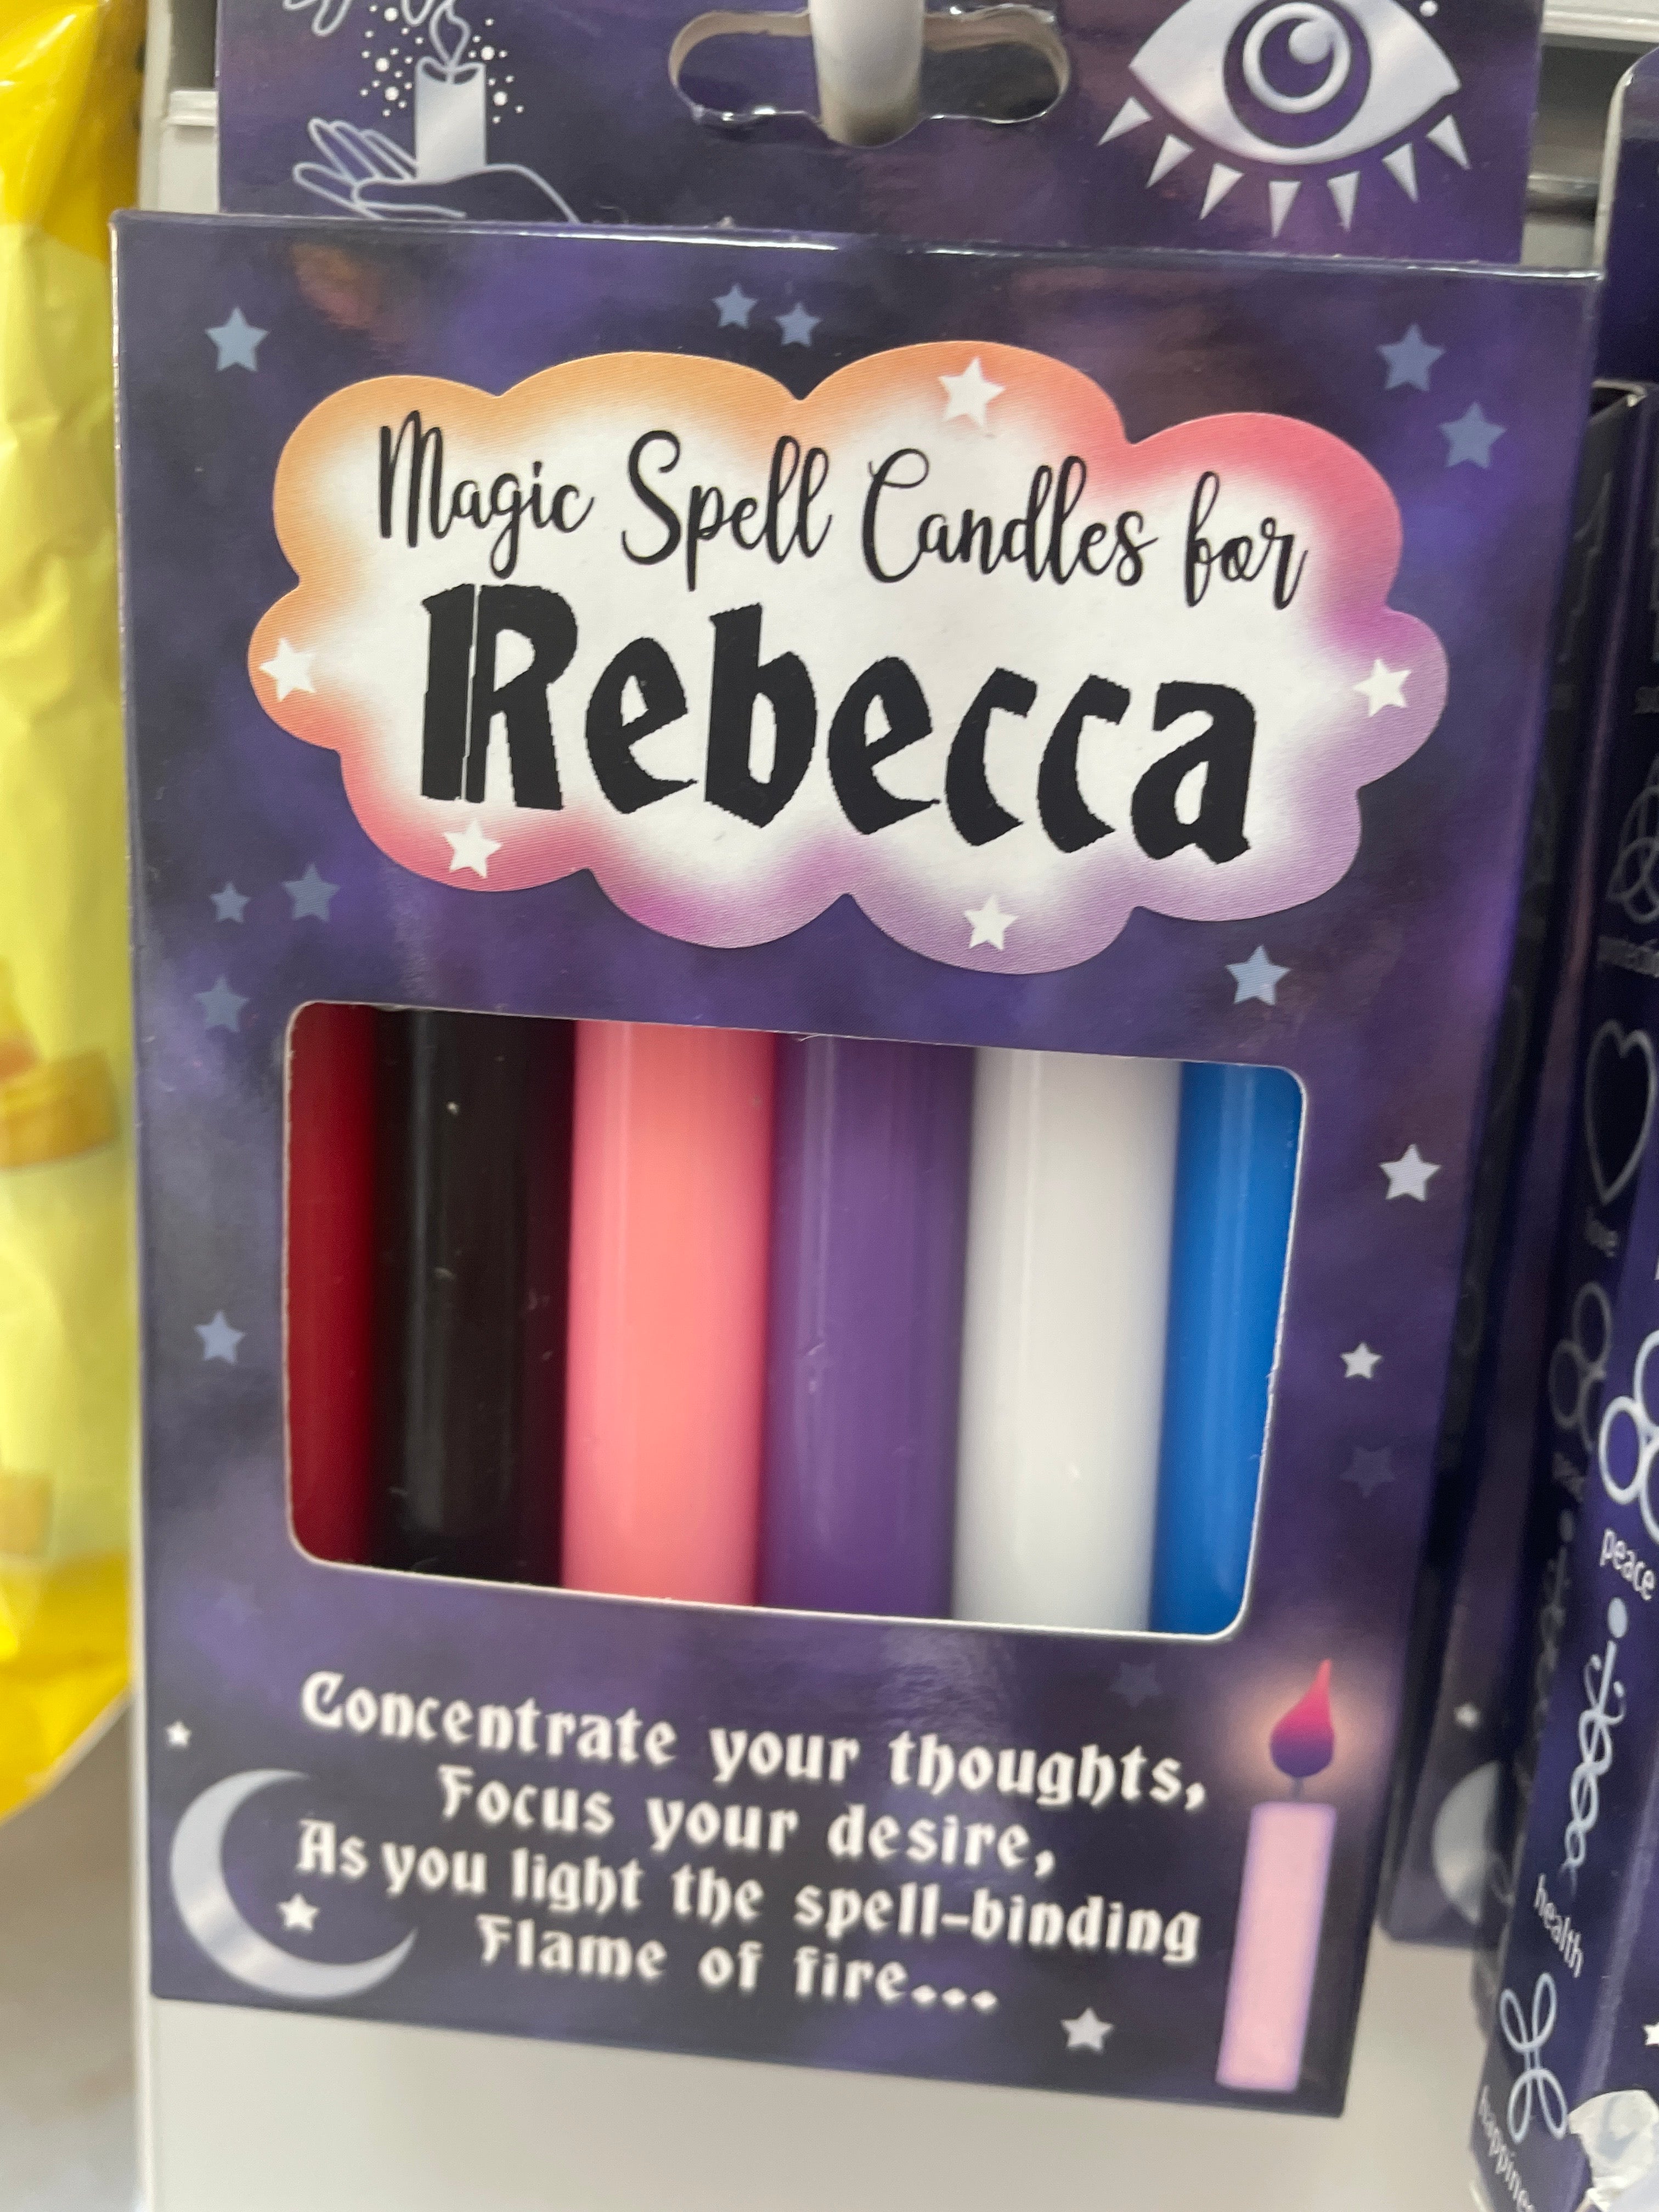 Magic Spell Candles for
Rebecca
Concentrate your thoughts,
Focus your desire,
As you light the spell-binding
Flame of fire...
peace
health